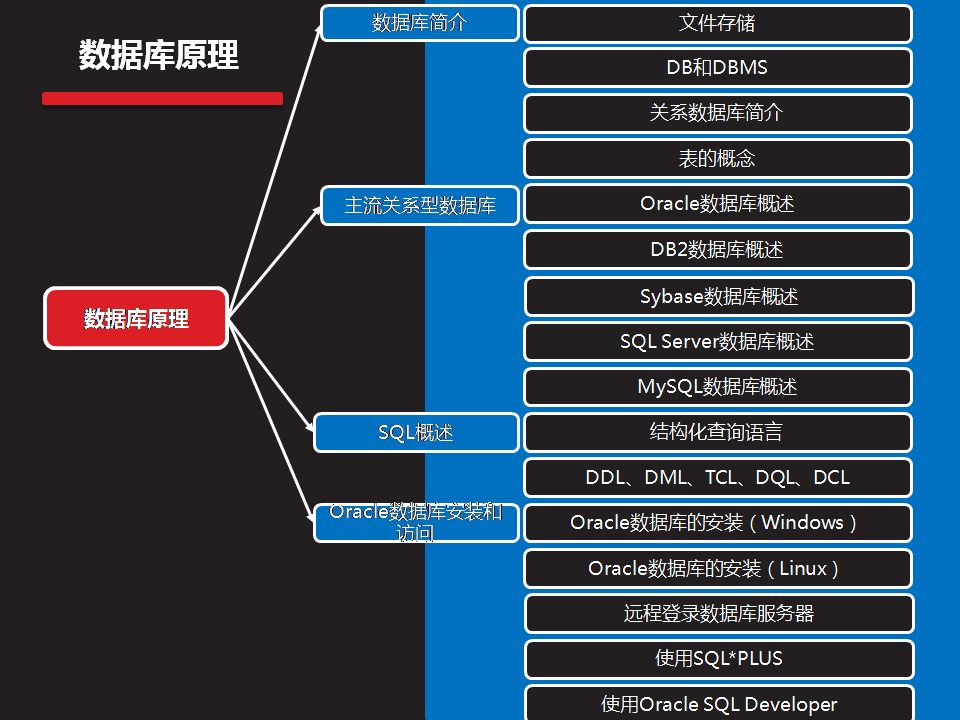 数据库原理
数据库原理
数据库简介
文件存储
DB和DBMS
关系数据库简介
表的概念
主流关系型数据库
Oracle数据库概述
DB2数据库概述
Sybase数据库概述
SQL Server数据库概述
MySQL数据库概述
SQL概述
结构化查询语言
DDL、DML、TCL、DQL、DCL
Oracle数据库安装和
访问
Oracle数据库的安装（Windows）
Oracle数据库的安装（Linux）
远程登录数据库服务器
使用SQL*PLUS
使用Oracle SQL Developer